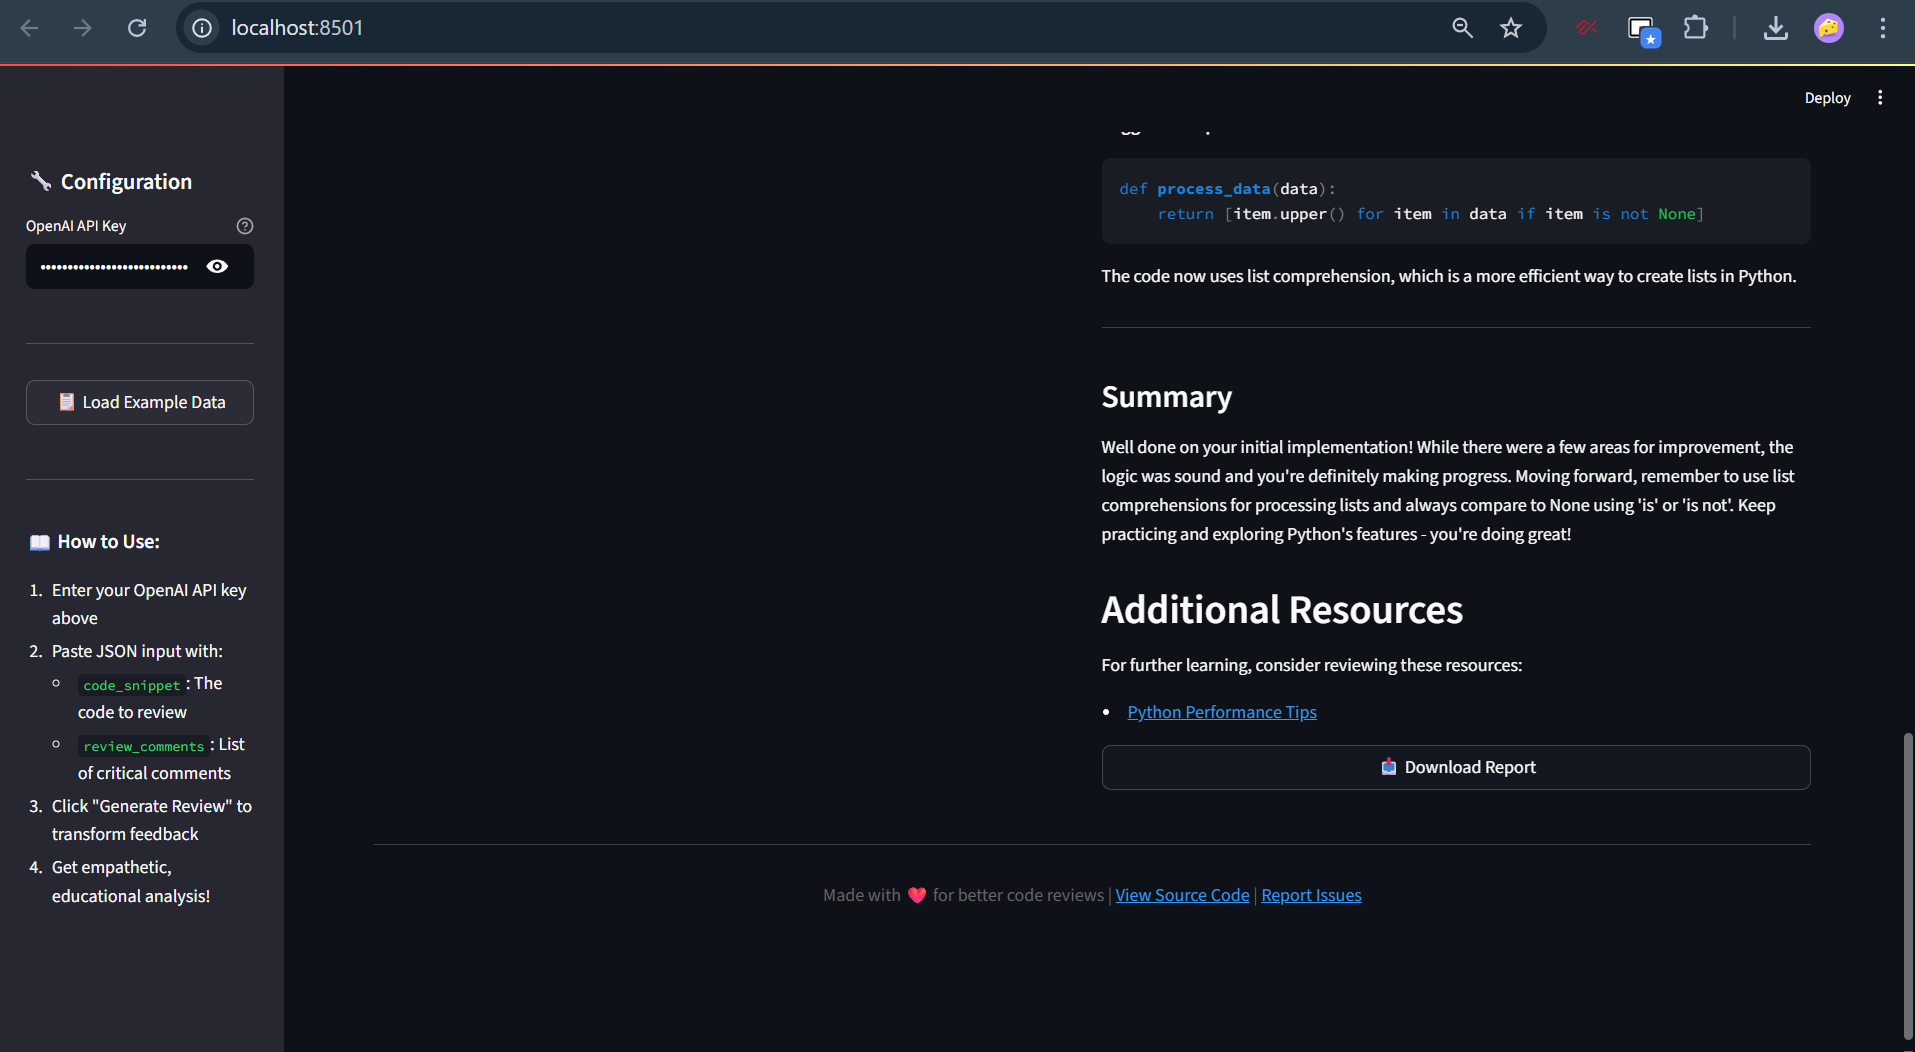 localhost:8501
Deploy
Configuration
OpenAI API Key
••••••••••••••••••••••••••••
Load Example Data
How to Use:
1. Enter your OpenAI API key
above
2. Paste JSON input with:
code_snippet : The
code to review
review_comments : List
of critical comments
3. Click "Generate Review" to
transform feedback
4. Get empathetic,
educational analysis!
def process_data(data):
return [item.upper() for item in data if item is not None]
The code now uses list comprehension, which is a more efficient way to create lists in Python.
Summary
Well done on your initial implementation! While there were a few areas for improvement, the
logic was sound and you're definitely making progress. Moving forward, remember to use list
comprehensions for processing lists and always compare to None using 'is' or 'is not'. Keep
practicing and exploring Python's features - you're doing great!
Additional Resources
For further learning, consider reviewing these resources:
• Python Performance Tips
Download Report
Made with ❤️ for better code reviews | View Source Code | Report Issues